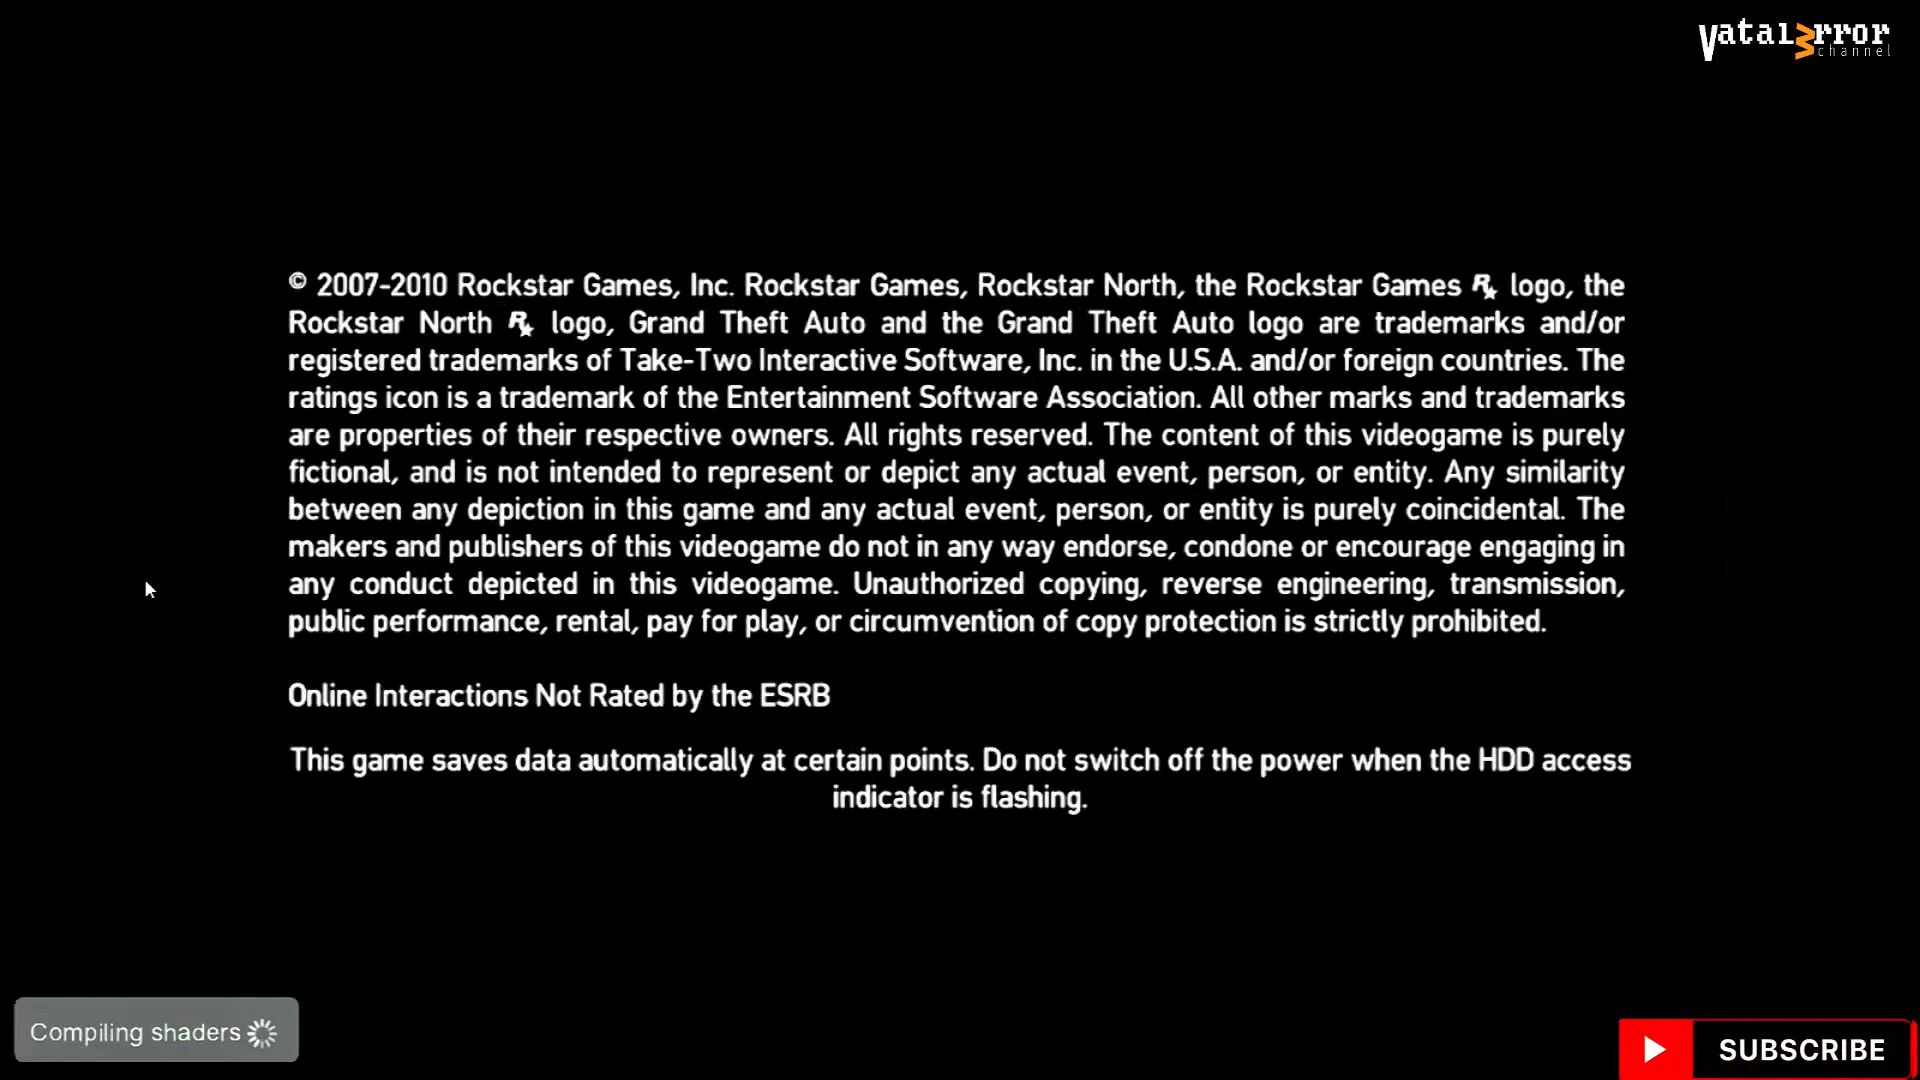 Vatalerror
channel
© 2007-2010 Rockstar Games, Inc. Rockstar Games, Rockstar North, the Rockstar Games R* logo, the
Rockstar North R* logo, Grand Theft Auto and the Grand Theft Auto logo are trademarks and/or
registered trademarks of Take-Two Interactive Software, Inc. in the U.S.A. and/or foreign countries. The
ratings icon is a trademark of the Entertainment Software Association. All other marks and trademarks
are properties of their respective owners. All rights reserved. The content of this videogame is purely
fictional, and is not intended to represent or depict any actual event, person, or entity. Any similarity
between any depiction in this game and any actual event, person, or entity is purely coincidental. The
makers and publishers of this videogame do not in any way endorse, condone or encourage engaging in
any conduct depicted in this videogame. Unauthorized copying, reverse engineering, transmission,
public performance, rental, pay for play, or circumvention of copy protection is strictly prohibited.
Online Interactions Not Rated by the ESRB
This game saves data automatically at certain points. Do not switch off the power when the HDD access
indicator is flashing.
Compiling shaders
SUBSCRIBE